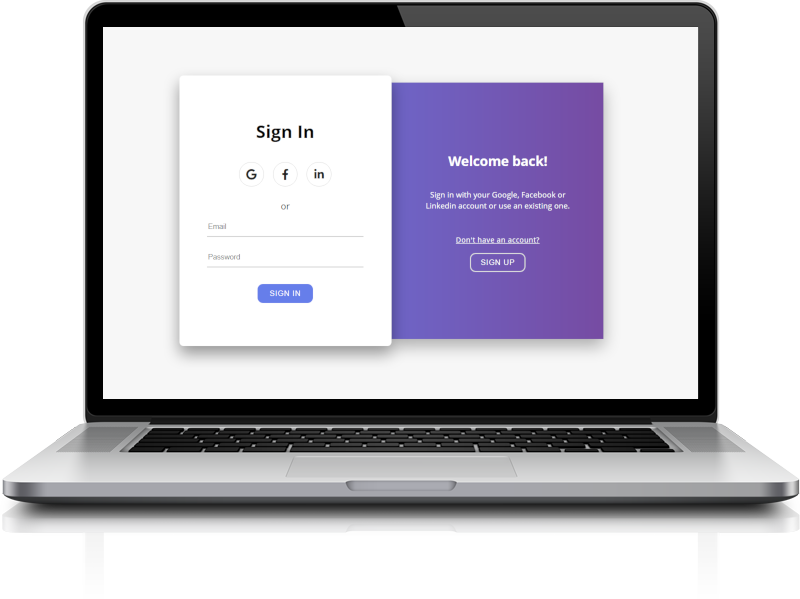 Sign In
G f in
or
Email
Password
SIGN IN
Welcome back!
Sign in with your Google, Facebook or
Linkedin account or use an existing one.
Don't have an account?
SIGN UP